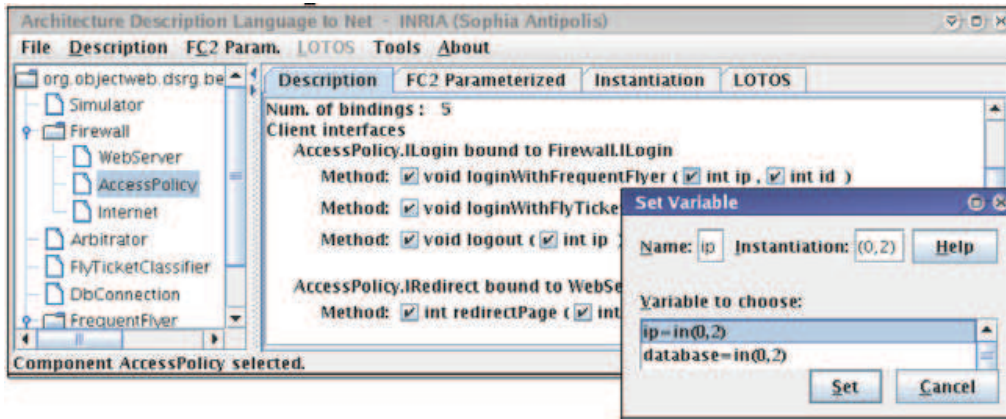 Architecture Description Language to Net - INRIA (Sophia Antipolis)
File Description FC2 Param. LOTOS Tools About
org.objectweb.dsrg.be
Simulator
Firewall
WebServer
AccessPolicy
Internet
Arbitrator
FlyTicketClassifier
DbConnection
FrequentFlyer
Description FC2 Parameterized Instantiation LOTOS
Num. of bindings : 5
Client interfaces
AccessPolicy.ILogin bound to Firewall.ILogin
Method: void loginWithFrequentFlyer ( int ip , int id )
Method: void loginWithFlyTicke
Method: void logout ( int ip )
AccessPolicy.IRedirect bound to WebSe
Method: int redirectPage ( int
Component AccessPolicy selected.
Set Variable
Name: ip Instantiation: (0,2) Help
Variable to choose:
ip=in(0,2)
database=in(0,2)
Set Cancel